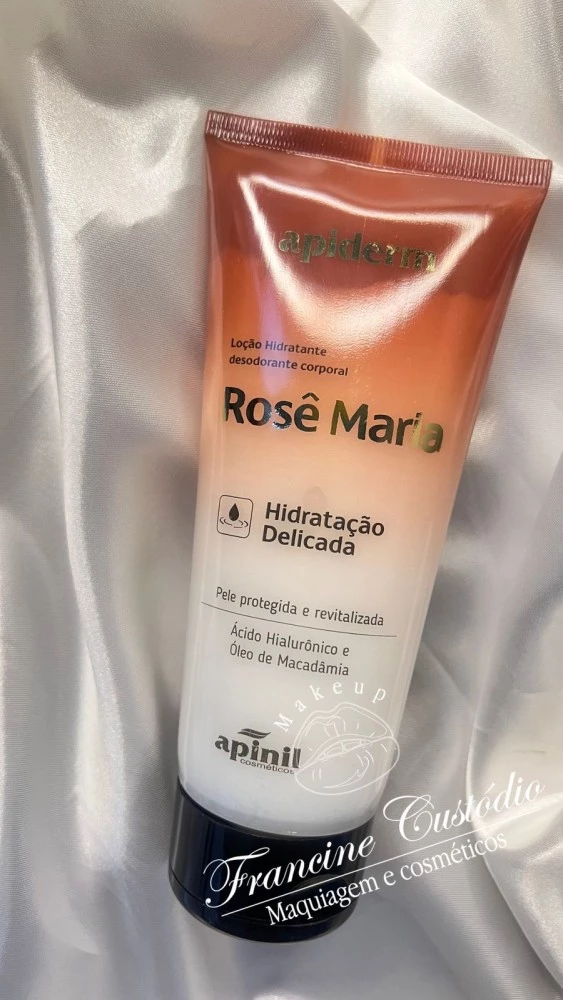 apiderm
Loção Hidratante
desodorante corporal
Rosê Maria
Hidratação
Delicada
Pele protegida e revitalizada
Ácido Hialurônico e
Óleo de Macadâmia
Makeup
apinil
cosméticos
Francine Custódio
Maquiagem e cosméticos